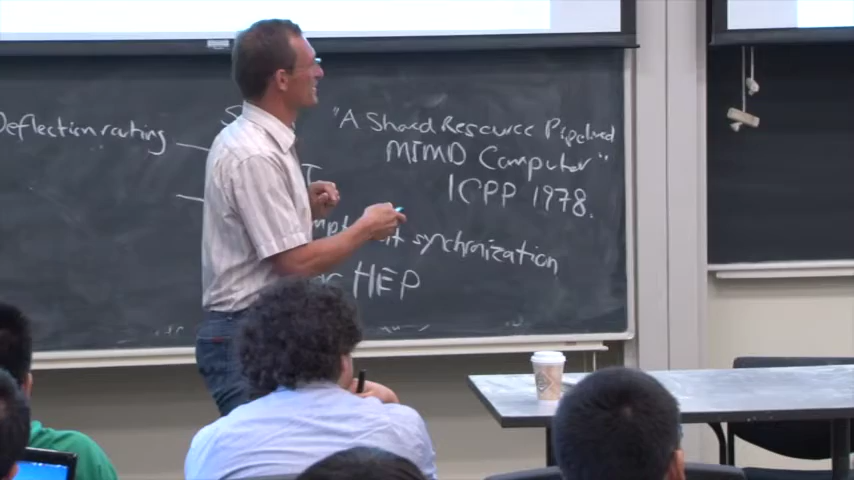 Deflection routing
"A Shared Resource Pipelined
MIMD Computer"
ICPP 1978.
synchronization
HEP